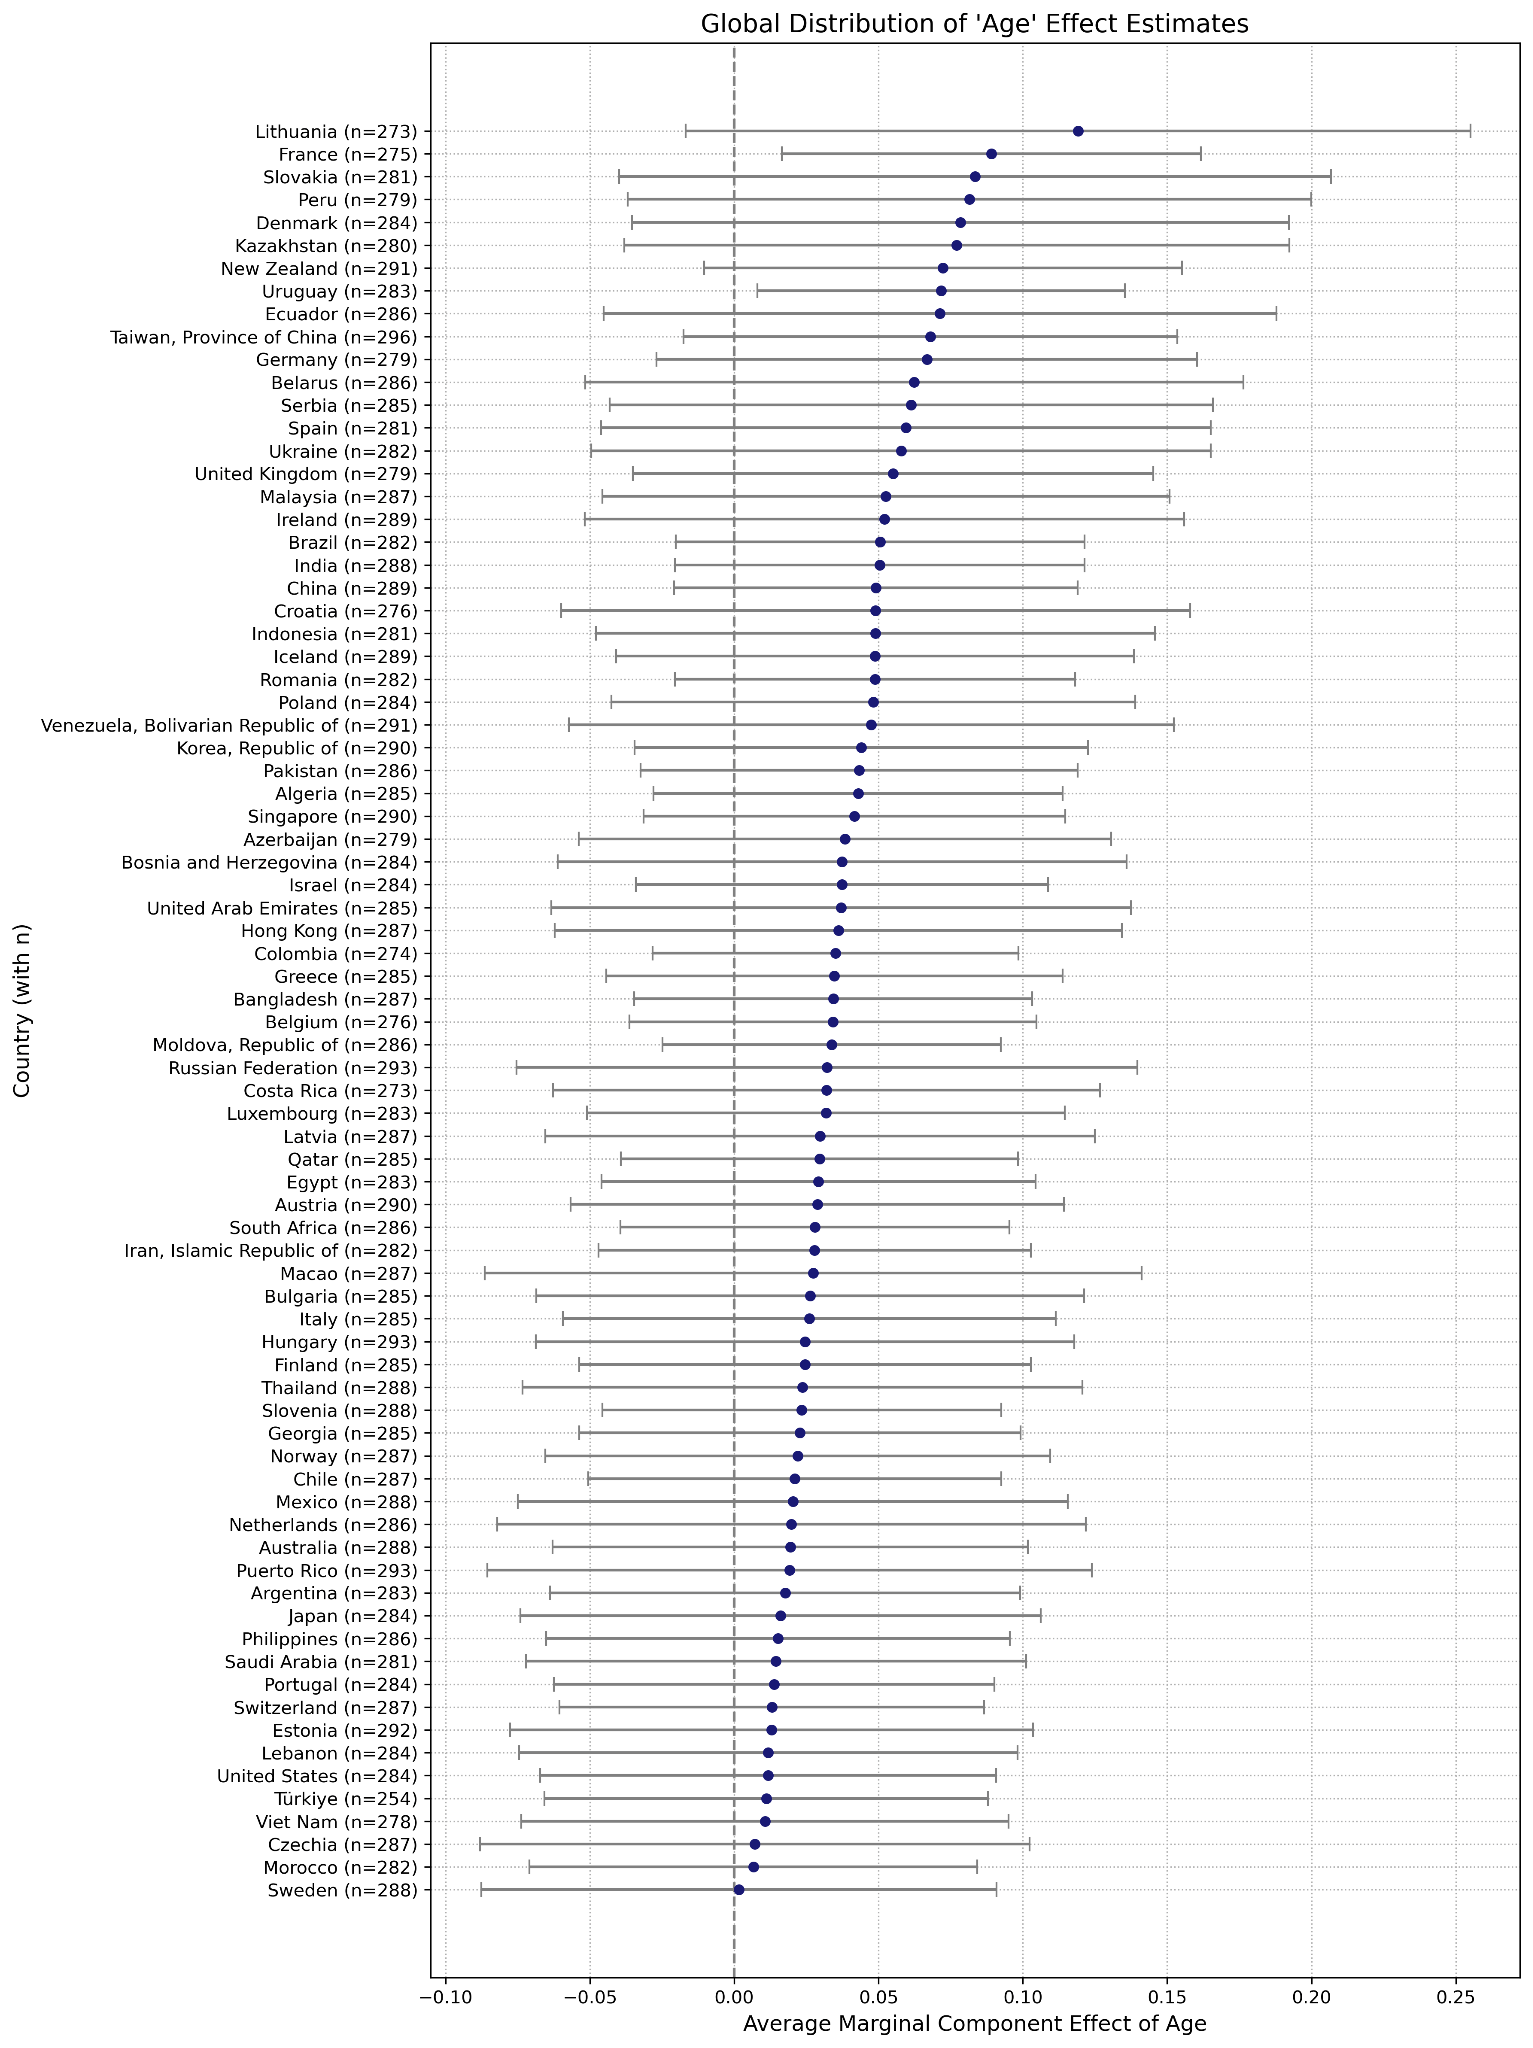 Global Distribution of 'Age' Effect Estimates
Lithuania (n=273)
France (n=275)
Slovakia (n=281)
Peru (n=279)
Denmark (n=284)
Kazakhstan (n=280)
New Zealand (n=291)
Uruguay (n=283)
Ecuador (n=286)
Taiwan, Province of China (n=296)
Germany (n=279)
Belarus (n=286)
Serbia (n=285)
Spain (n=281)
Ukraine (n=282)
United Kingdom (n=279)
Malaysia (n=287)
Ireland (n=289)
Brazil (n=282)
India (n=288)
China (n=289)
Croatia (n=276)
Indonesia (n=281)
Iceland (n=289)
Romania (n=282)
Poland (n=284)
Venezuela, Bolivarian Republic of (n=291)
Korea, Republic of (n=290)
Pakistan (n=286)
Algeria (n=285)
Singapore (n=290)
Azerbaijan (n=279)
Bosnia and Herzegovina (n=284)
Israel (n=284)
United Arab Emirates (n=285)
Hong Kong (n=287)
Colombia (n=274)
Greece (n=285)
Bangladesh (n=287)
Belgium (n=276)
Moldova, Republic of (n=286)
Russian Federation (n=293)
Costa Rica (n=273)
Luxembourg (n=283)
Latvia (n=287)
Qatar (n=285)
Egypt (n=283)
Austria (n=290)
South Africa (n=286)
Iran, Islamic Republic of (n=282)
Macao (n=287)
Bulgaria (n=285)
Italy (n=285)
Hungary (n=293)
Finland (n=285)
Thailand (n=288)
Slovenia (n=288)
Georgia (n=285)
Norway (n=287)
Chile (n=287)
Mexico (n=288)
Netherlands (n=286)
Australia (n=288)
Puerto Rico (n=293)
Argentina (n=283)
Japan (n=284)
Philippines (n=286)
Saudi Arabia (n=281)
Portugal (n=284)
Switzerland (n=287)
Estonia (n=292)
Lebanon (n=284)
United States (n=284)
Türkiye (n=254)
Viet Nam (n=278)
Czechia (n=287)
Morocco (n=282)
Sweden (n=288)
Country (with n)
−0.10 −0.05 0.00 0.05 0.10 0.15 0.20 0.25
Average Marginal Component Effect of Age